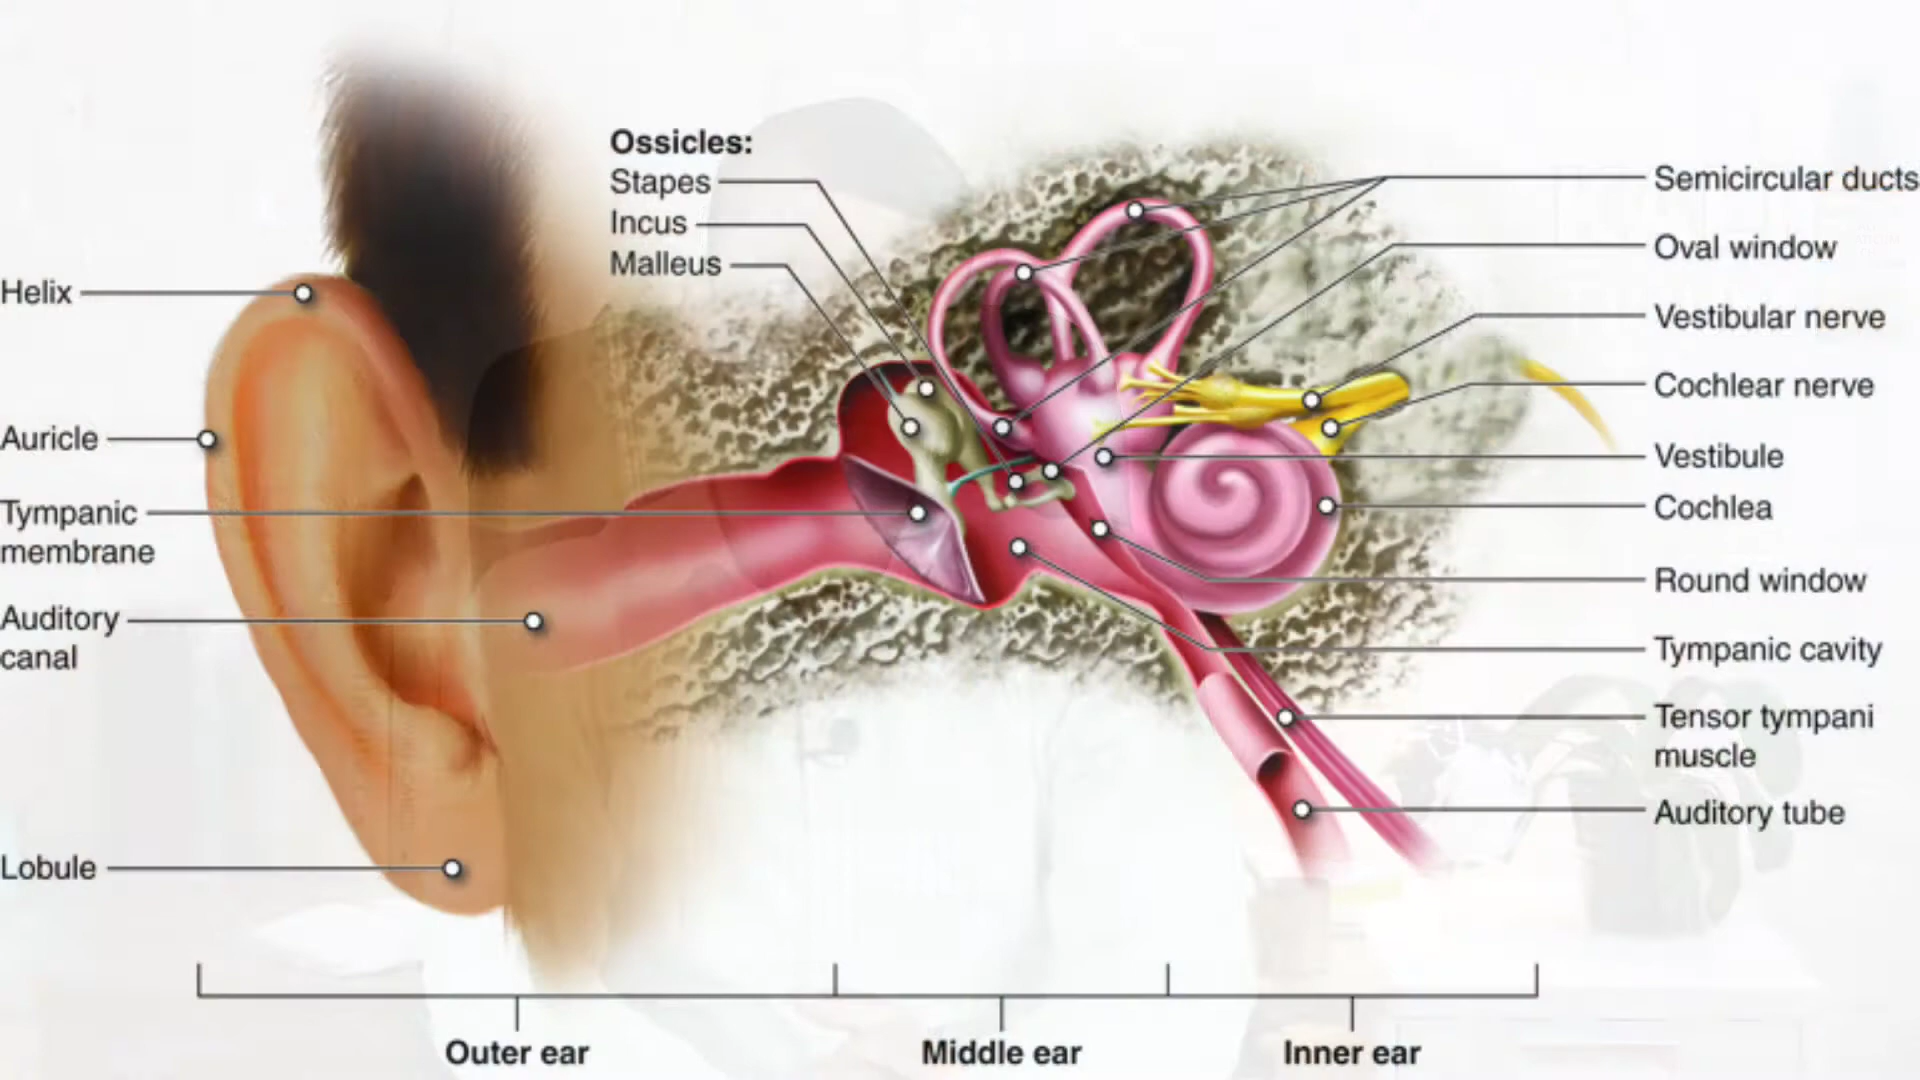 Ossicles:
Stapes
Incus
Malleus
Helix
Auricle
Tympanic
membrane
Auditory
canal
Lobule
Semicircular ducts
Oval window
Vestibular nerve
Cochlear nerve
Vestibule
Cochlea
Round window
Tympanic cavity
Tensor tympani
muscle
Auditory tube
Outer ear
Middle ear
Inner ear